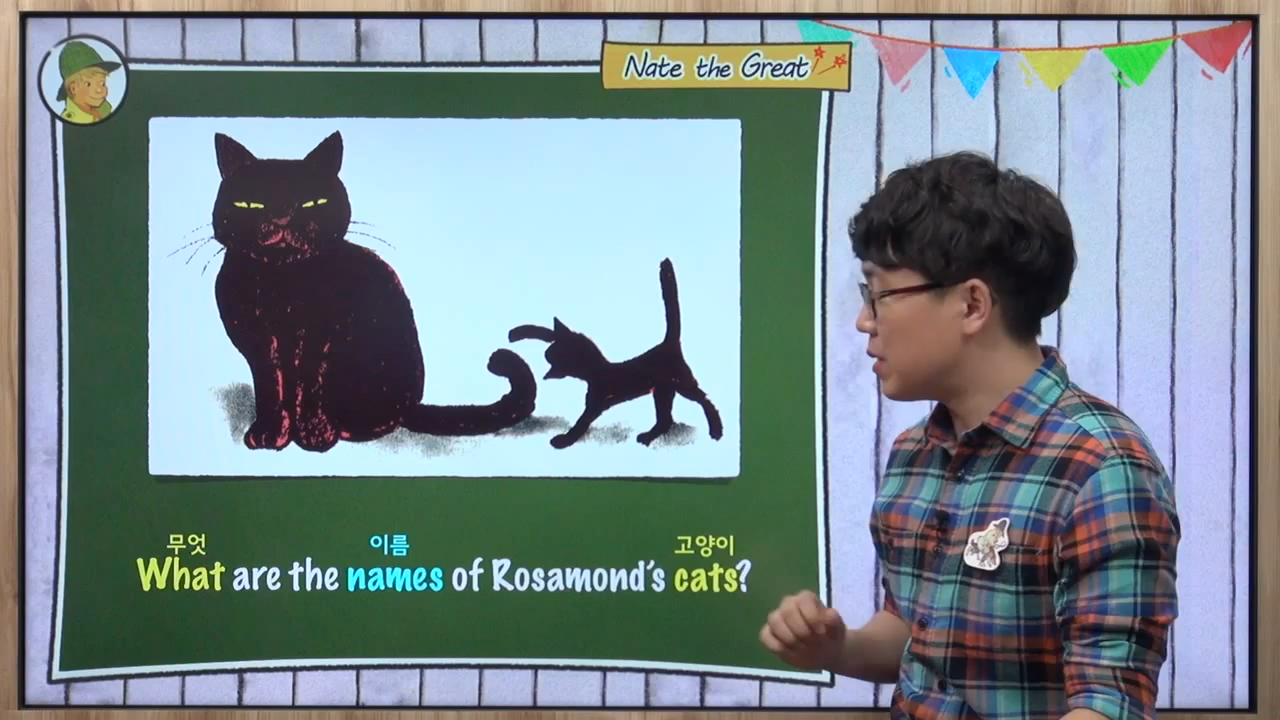 Nate the Great
무엇 이름 고양이
What are the names of Rosamond's cats?